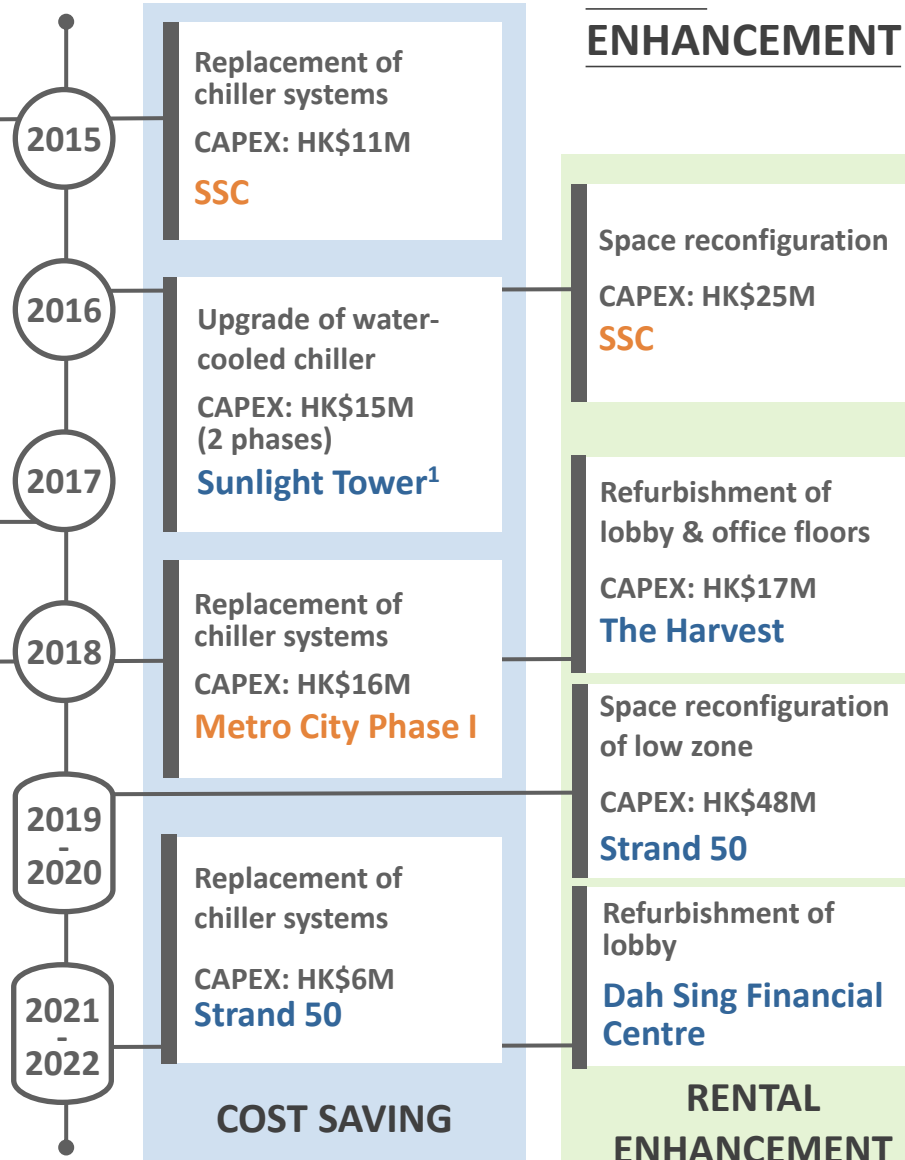 ENHANCEMENT
2015
Replacement of
chiller systems
CAPEX: HK$11M
SSC
2016
Upgrade of water-
cooled chiller
CAPEX: HK$15M
(2 phases)
Sunlight Tower¹
Space reconfiguration
CAPEX: HK$25M
SSC
2017
2018
Replacement of
chiller systems
CAPEX: HK$16M
Metro City Phase I
Refurbishment of
lobby & office floors
CAPEX: HK$17M
The Harvest
2019
-
2020
Space reconfiguration
of low zone
CAPEX: HK$48M
Strand 50
2021
-
2022
Replacement of
chiller systems
CAPEX: HK$6M
Strand 50
Refurbishment of
lobby
Dah Sing Financial
Centre
COST SAVING
RENTAL
ENHANCEMENT